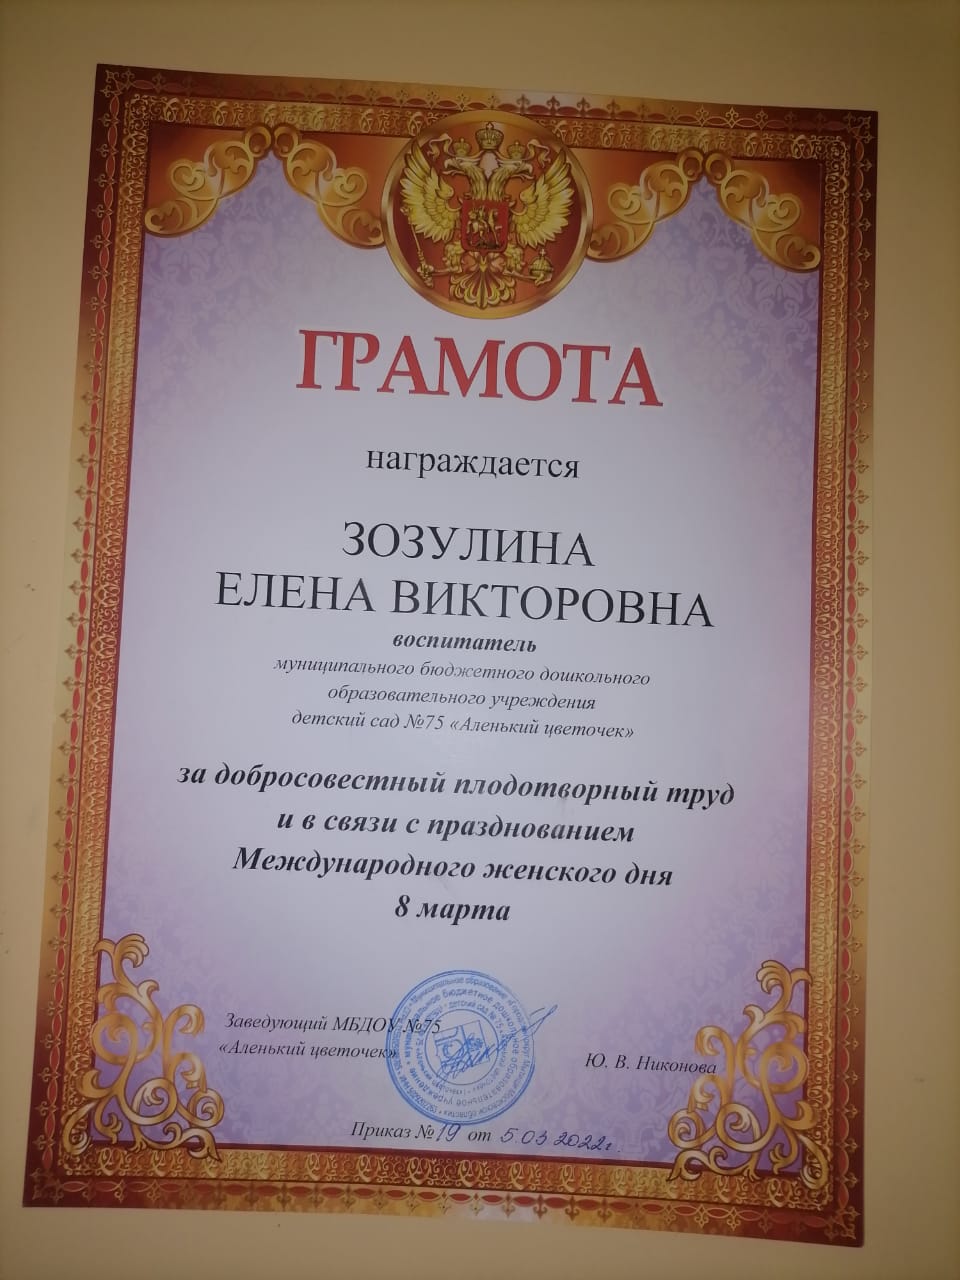 ГРАМОТА
награждается
ЗОЗУЛИНА
ЕЛЕНА ВИКТОРОВНА
воспитатель
муниципального бюджетного дошкольного
образовательного учреждения
детский сад №75 «Аленький цветочек»
за добросовестный плодотворный труд
и в связи с празднованием
Международного женского дня
8 марта
Заведующий МБДОУ №75
«Аленький цветочек»
Ю. В. Никонова
Приказ №19 от 5.03 2022г.